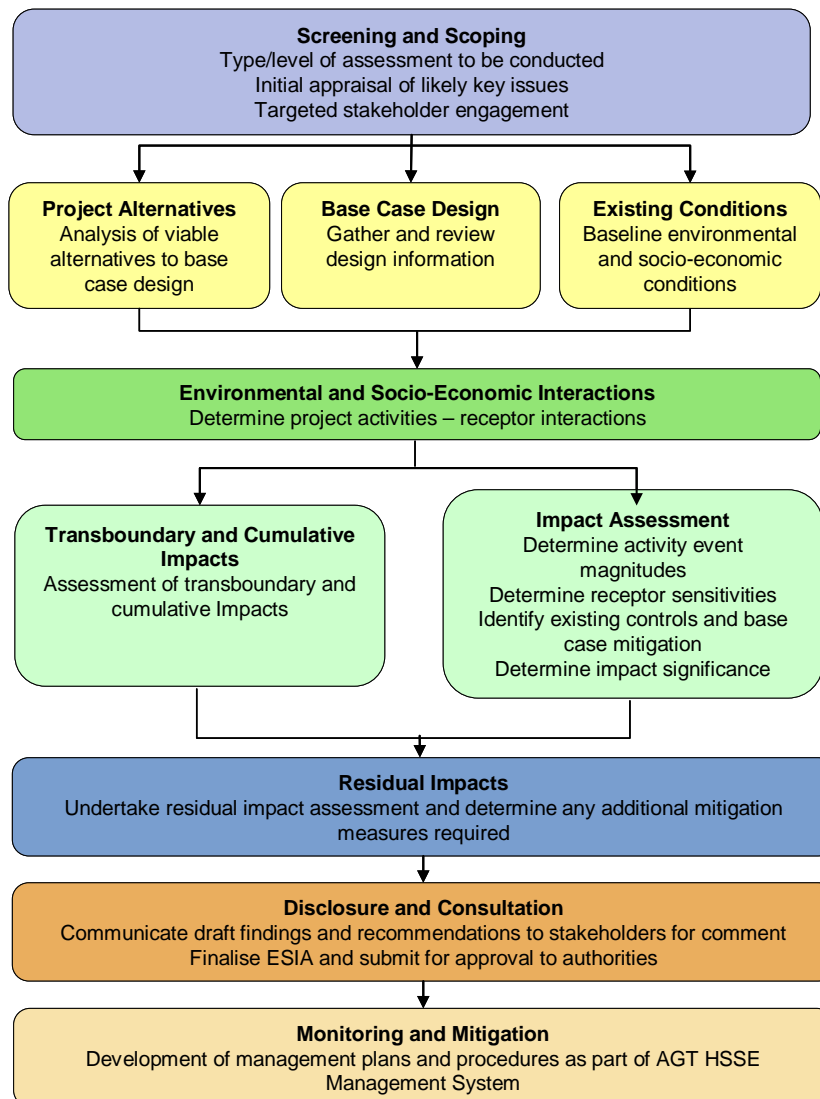 Screening and Scoping
Type/level of assessment to be conducted
Initial appraisal of likely key issues
Targeted stakeholder engagement
Project Alternatives
Analysis of viable
alternatives to base
case design
Base Case Design
Gather and review
design information
Existing Conditions
Baseline environmental
and socio-economic
conditions
Environmental and Socio-Economic Interactions
Determine project activities – receptor interactions
Transboundary and Cumulative
Impacts
Assessment of transboundary and
cumulative Impacts
Impact Assessment
Determine activity event
magnitudes
Determine receptor sensitivities
Identify existing controls and base
case mitigation
Determine impact significance
Residual Impacts
Undertake residual impact assessment and determine any additional mitigation
measures required
Disclosure and Consultation
Communicate draft findings and recommendations to stakeholders for comment
Finalise ESIA and submit for approval to authorities
Monitoring and Mitigation
Development of management plans and procedures as part of AGT HSSE
Management System